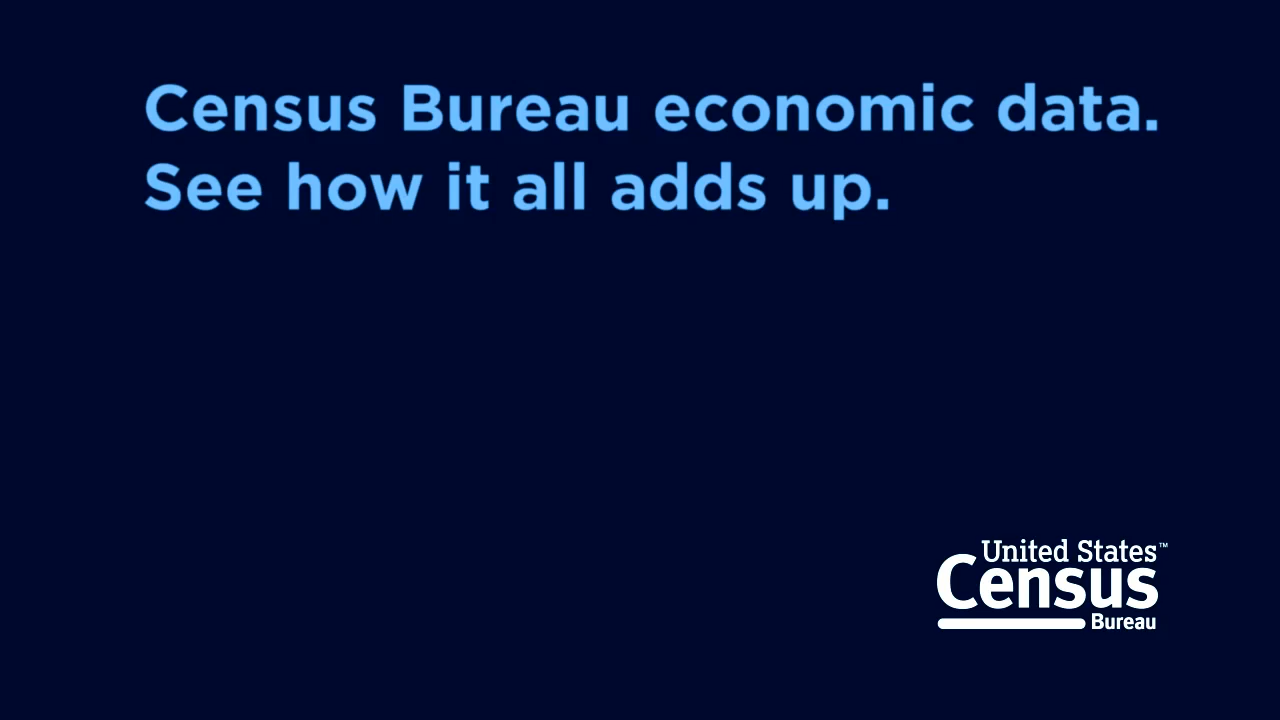 Census Bureau economic data.
See how it all adds up.
United States™
Census
Bureau